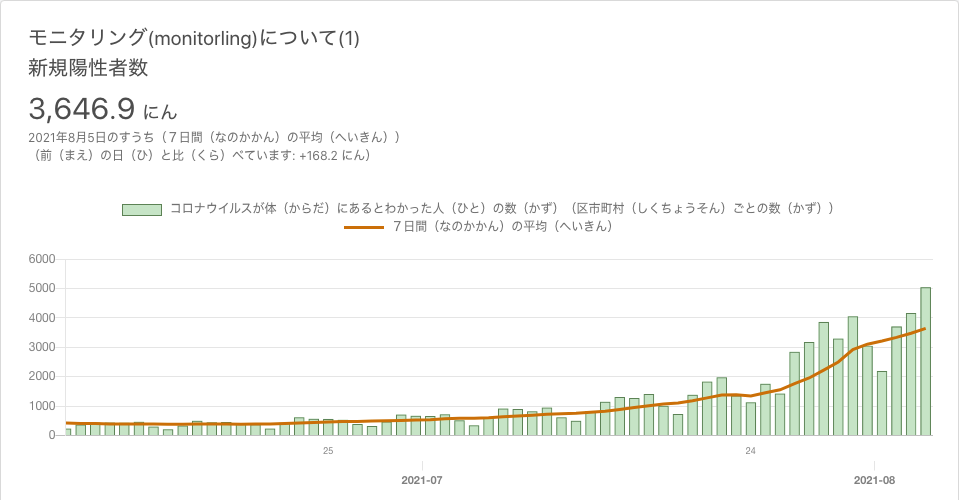 モニタリング(monitorling)について(1)
新規陽性者数
3,646.9 にん
2021年8月5日のすうち（７日間（なのかかん）の平均（へいきん））
（前（まえ）の日（ひ）と比（くら）べています: +168.2 にん）
コロナウイルスが体（からだ）にあるとわかった人（ひと）の数（かず）（区市町村（しくちょうそん）ごとの数（かず））
７日間（なのかかん）の平均（へいきん）
6000
5000
4000
3000
2000
1000
0
25
24
2021-07
2021-08